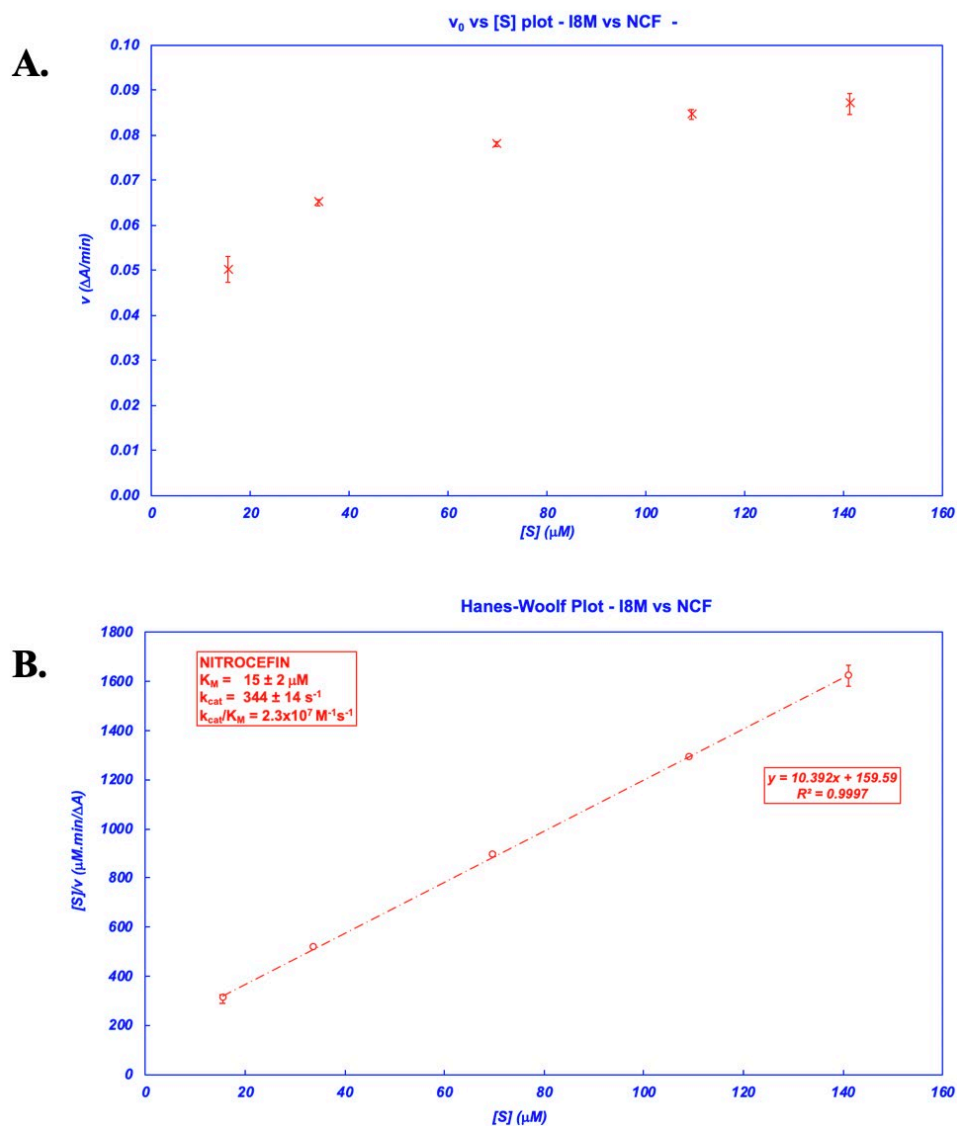 A.
v₀ vs [S] plot - I8M vs NCF -
0.10
0.09
0.08
0.07
0.06
0.05
0.04
0.03
0.02
0.01
0.00
v (ΔA/min)
0 20 40 60 80 100 120 140 160
[S] (μM)
B.
Hanes-Woolf Plot - I8M vs NCF
1800
1600
1400
1200
1000
800
600
400
200
0
[S]/v (μM.min/ΔA)
NITROCEFIN
K_M = 15 ± 2 μM
k_cat = 344 ± 14 s⁻¹
k_cat/K_M = 2.3x10⁷ M⁻¹s⁻¹
y = 10.392x + 159.59
R² = 0.9997
0 20 40 60 80 100 120 140 160
[S] (μM)